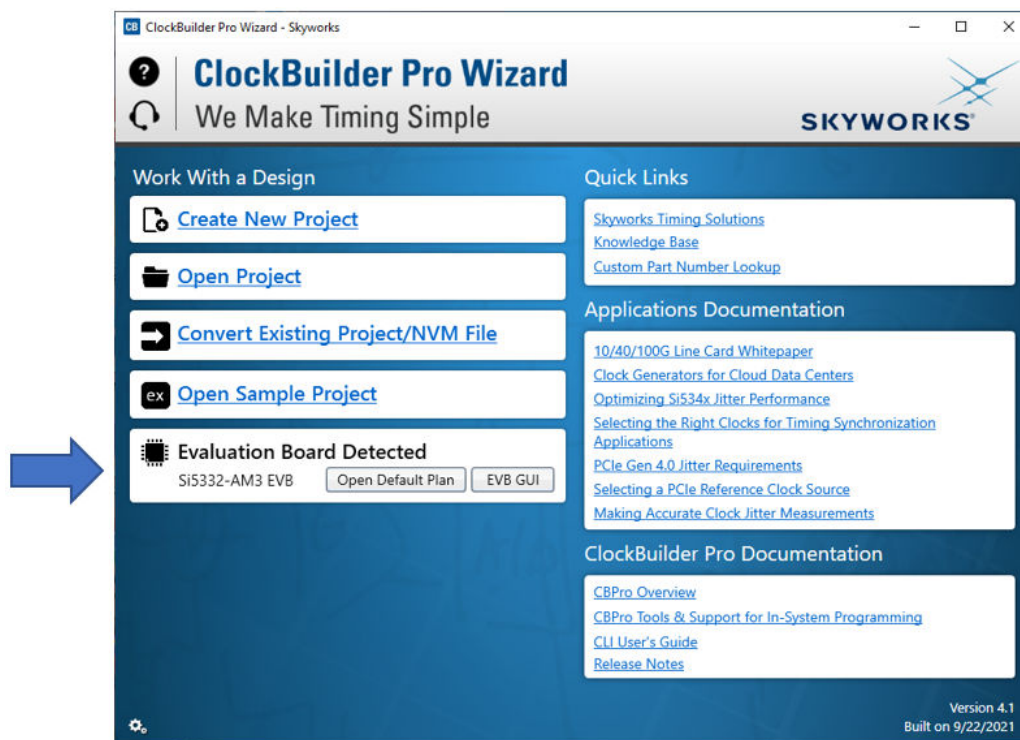 CB ClockBuilder Pro Wizard - Skyworks
?
ClockBuilder Pro Wizard
We Make Timing Simple
SKYWORKS®
Work With a Design
Create New Project
Open Project
Convert Existing Project/NVM File
ex Open Sample Project
Evaluation Board Detected
Si5332-AM3 EVB Open Default Plan EVB GUI
Quick Links
Skyworks Timing Solutions
Knowledge Base
Custom Part Number Lookup
Applications Documentation
10/40/100G Line Card Whitepaper
Clock Generators for Cloud Data Centers
Optimizing Si534x Jitter Performance
Selecting the Right Clocks for Timing Synchronization
Applications
PCIe Gen 4.0 Jitter Requirements
Selecting a PCIe Reference Clock Source
Making Accurate Clock Jitter Measurements
ClockBuilder Pro Documentation
CBPro Overview
CBPro Tools & Support for In-System Programming
CLI User's Guide
Release Notes
Version 4.1
Built on 9/22/2021